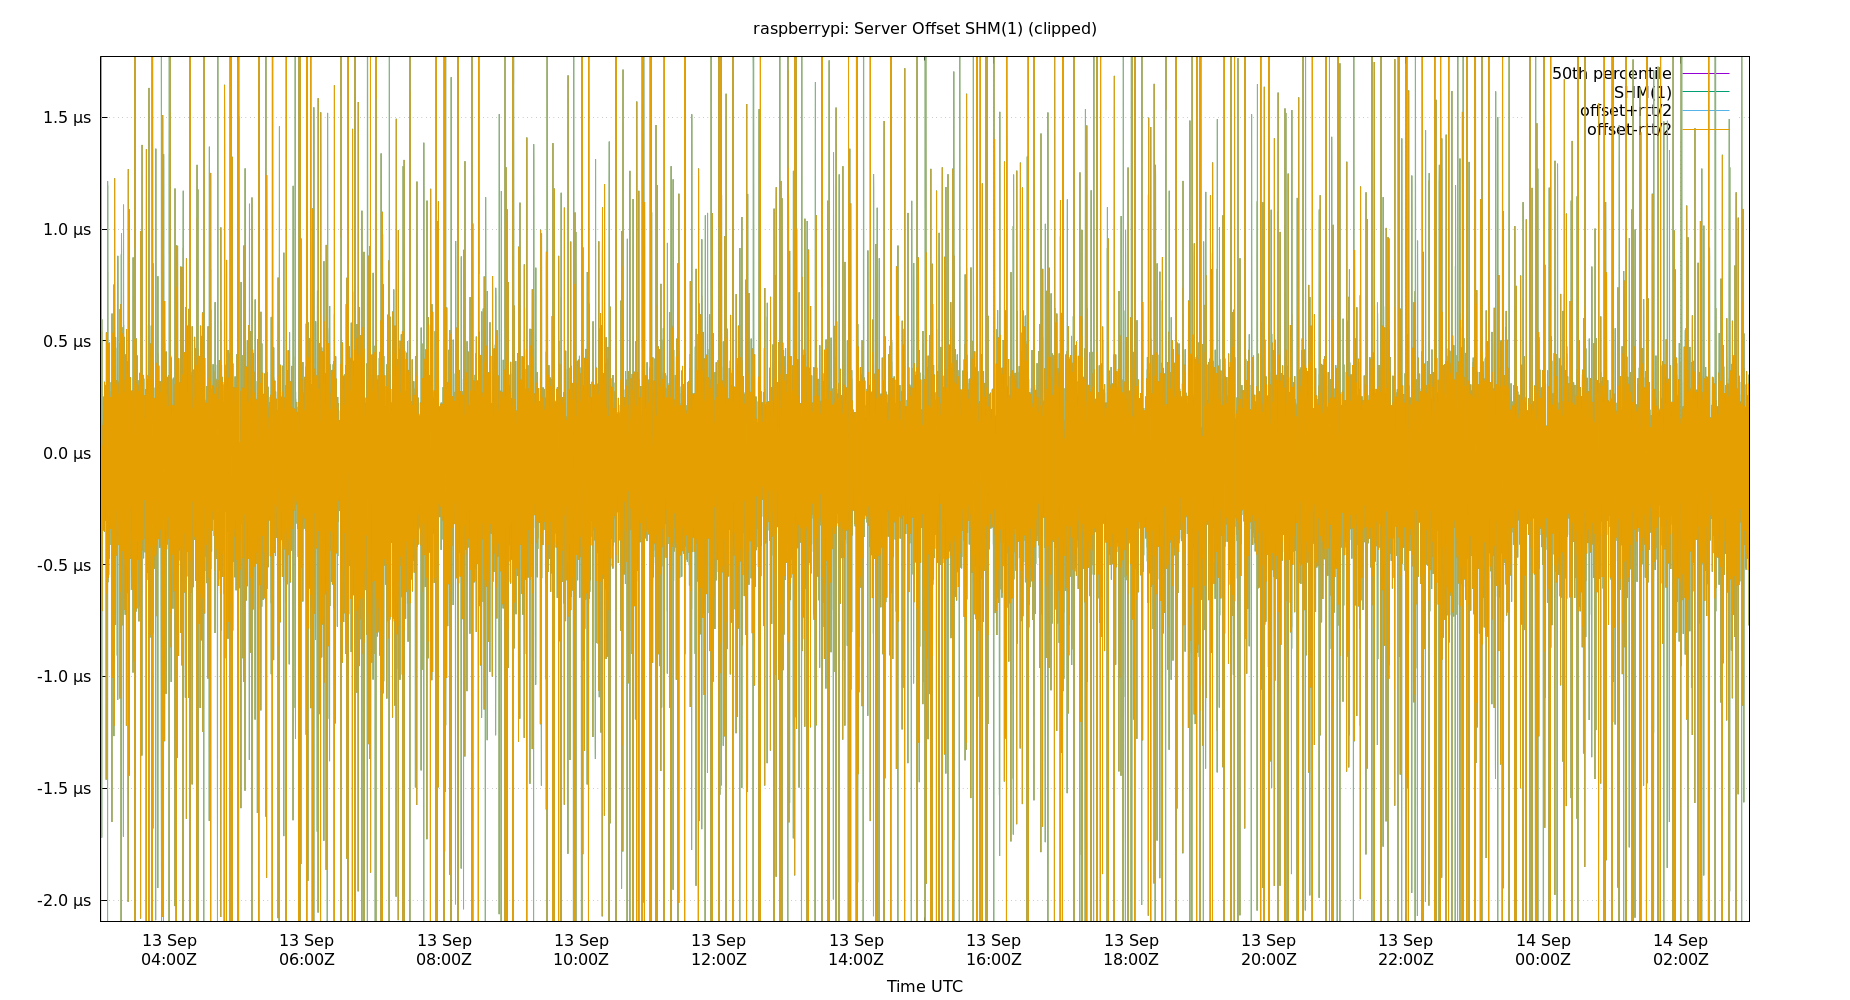 raspberrypi: Server Offset SHM(1) (clipped)
50th percentile
SHM(1)
offset+rtt/2
offset-rtt/2
1.5 µs
1.0 µs
0.5 µs
0.0 µs
-0.5 µs
-1.0 µs
-1.5 µs
-2.0 µs
13 Sep 13 Sep 13 Sep 13 Sep 13 Sep 13 Sep 13 Sep 13 Sep 13 Sep 13 Sep 14 Sep 14 Sep
04:00Z 06:00Z 08:00Z 10:00Z 12:00Z 14:00Z 16:00Z 18:00Z 20:00Z 22:00Z 00:00Z 02:00Z
Time UTC